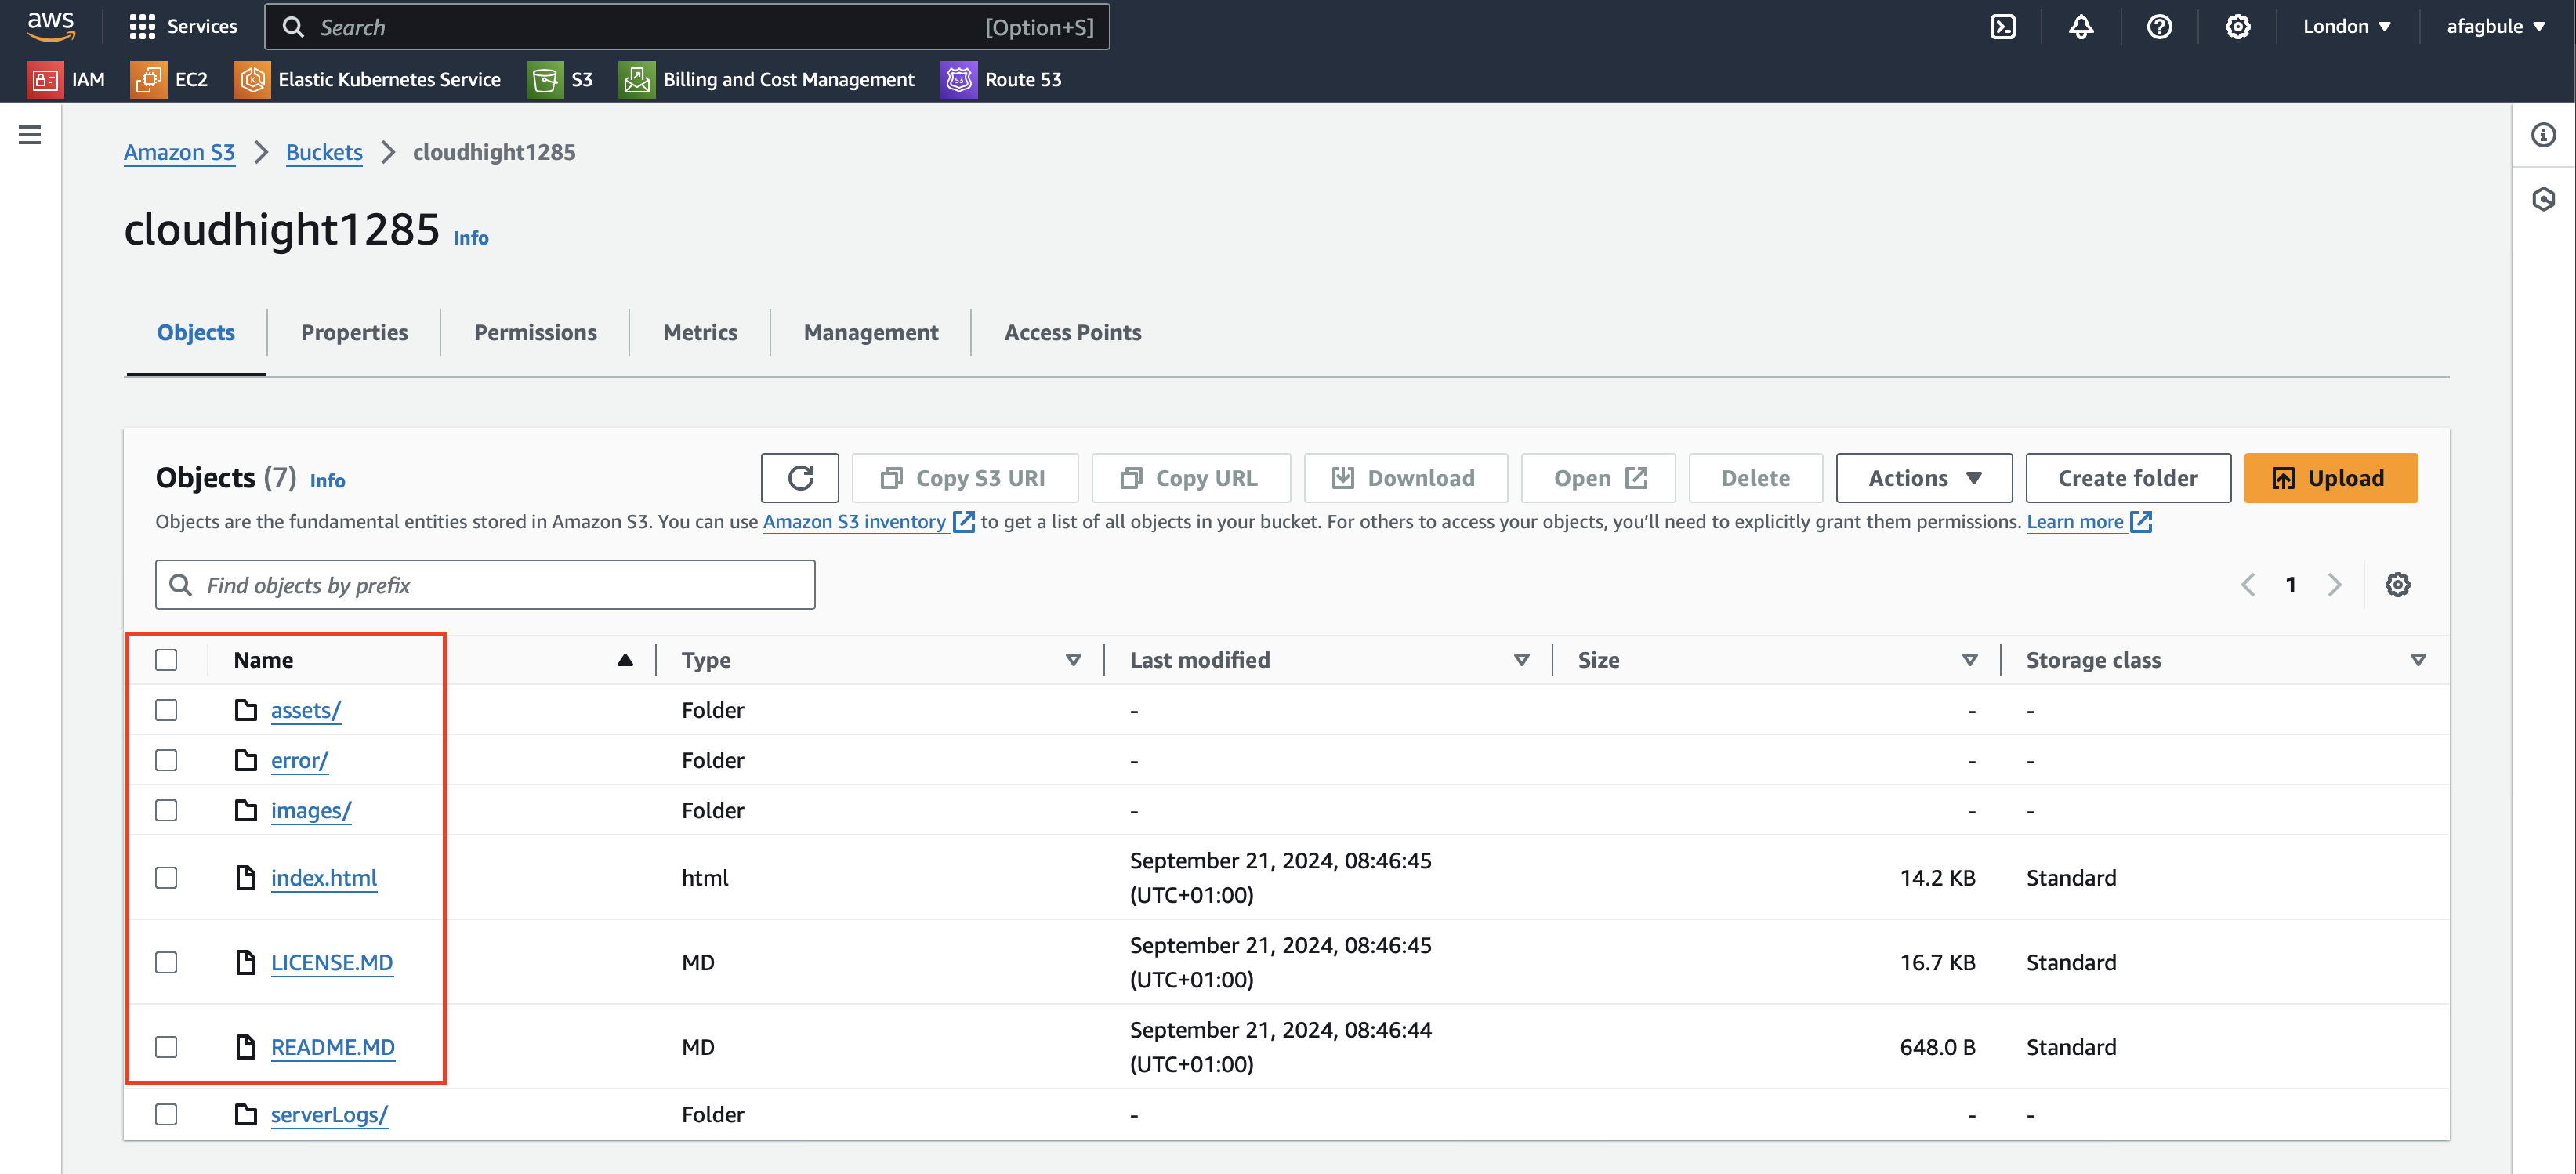 aws Services Search [Option+S] London afagbule
IAM EC2 Elastic Kubernetes Service S3 Billing and Cost Management Route 53
Amazon S3 Buckets cloudhight1285
cloudhight1285 Info
Objects Properties Permissions Metrics Management Access Points
Objects (7) Info Copy S3 URI Copy URL Download Open Delete Actions Create folder Upload
Objects are the fundamental entities stored in Amazon S3. You can use Amazon S3 inventory to get a list of all objects in your bucket. For others to access your objects, you’ll need to explicitly grant them permissions. Learn more
Find objects by prefix 1
Name Type Last modified Size Storage class
assets/ Folder - - -
error/ Folder - - -
images/ Folder - - -
index.html html September 21, 2024, 08:46:45 14.2 KB Standard
(UTC+01:00)
LICENSE.MD MD September 21, 2024, 08:46:45 16.7 KB Standard
(UTC+01:00)
README.MD MD September 21, 2024, 08:46:44 648.0 B Standard
(UTC+01:00)
serverLogs/ Folder - - -